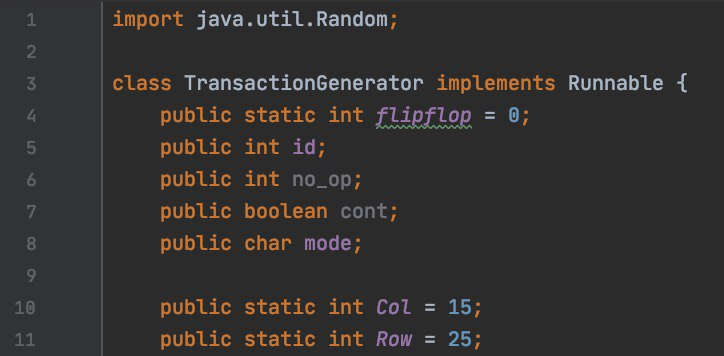 1 import java.util.Random;
2
3 class TransactionGenerator implements Runnable {
4 public static int flipflop = 0;
5 public int id;
6 public int no_op;
7 public boolean cont;
8 public char mode;
9
10 public static int Col = 15;
11 public static int Row = 25;